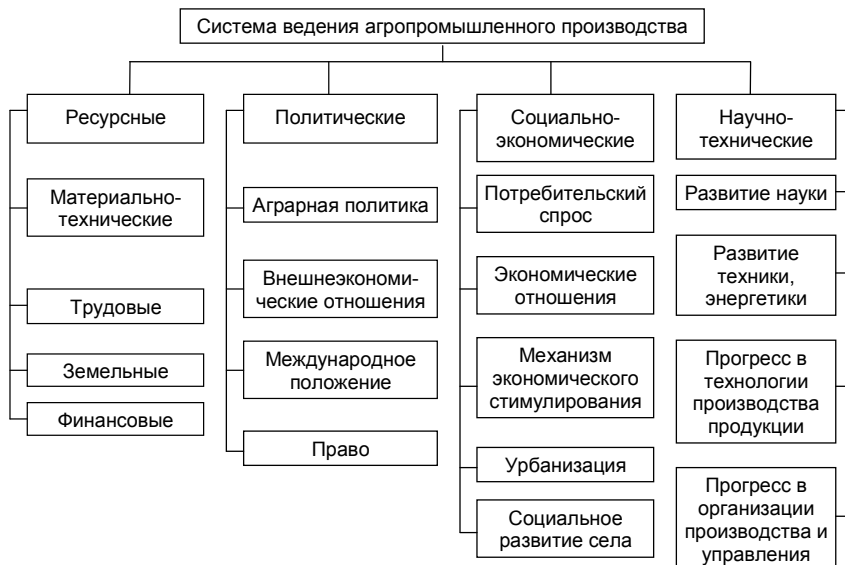 Система ведения агропромышленного производства
Ресурсные
Материально-
технические
Трудовые
Земельные
Финансовые
Политические
Аграрная политика
Внешнеэкономи-
ческие отношения
Международное
положение
Право
Социально-
экономические
Потребительский
спрос
Экономические
отношения
Механизм
экономического
стимулирования
Урбанизация
Социальное
развитие села
Научно-
технические
Развитие науки
Развитие
техники,
энергетики
Прогресс в
технологии
производства
продукции
Прогресс в
организации
производства и
управления